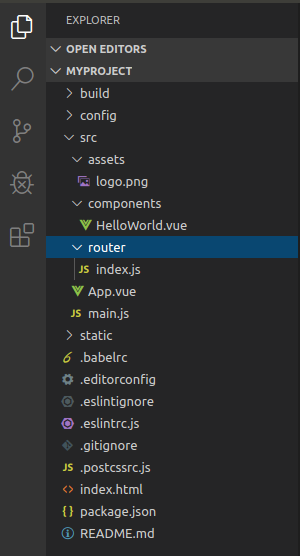 EXPLORER
OPEN EDITORS
MYPROJECT
build
config
src
assets
logo.png
components
HelloWorld.vue
router
JS index.js
App.vue
JS main.js
static
.babelrc
.editorconfig
.eslintignore
.eslintrc.js
.gitignore
JS .postcssrc.js
index.html
package.json
README.md